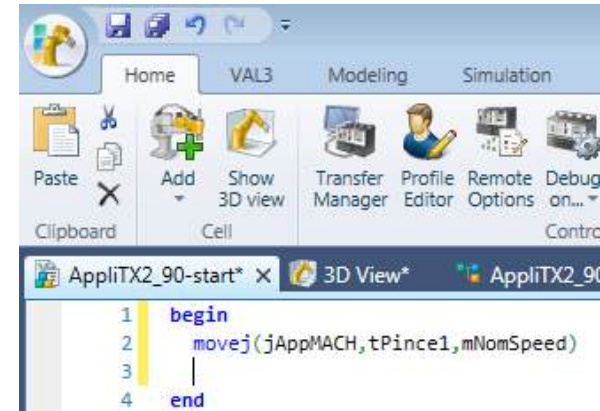 Home VAL3 Modeling Simulation
Paste Add Show 3D view Transfer Manager Profile Editor Remote Options Debug on...
Clipboard Cell Contro
AppliTX2_90-start* 3D View* AppliTX2_90
1 begin
2 movej(jAppMACH,tPince1,mNomSpeed)
3
4 end